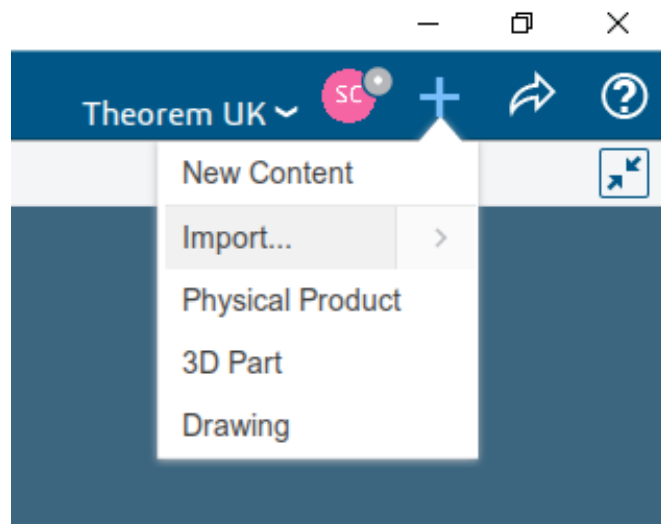 Theorem UK
SC
New Content
Import...
Physical Product
3D Part
Drawing